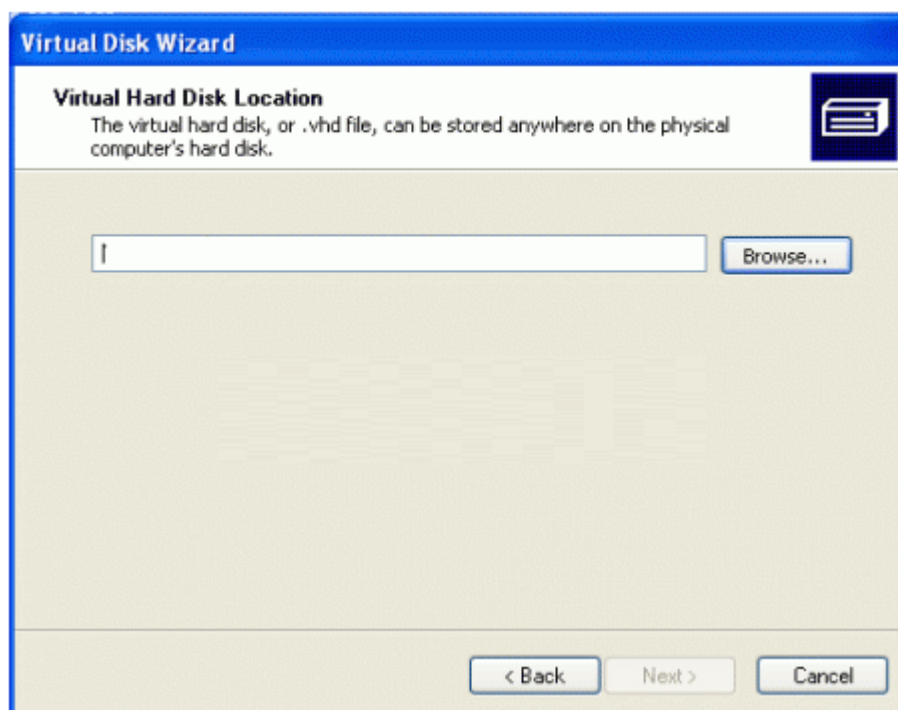 Virtual Disk Wizard
Virtual Hard Disk Location
The virtual hard disk, or .vhd file, can be stored anywhere on the physical
computer's hard disk.
Browse...
< Back Next > Cancel